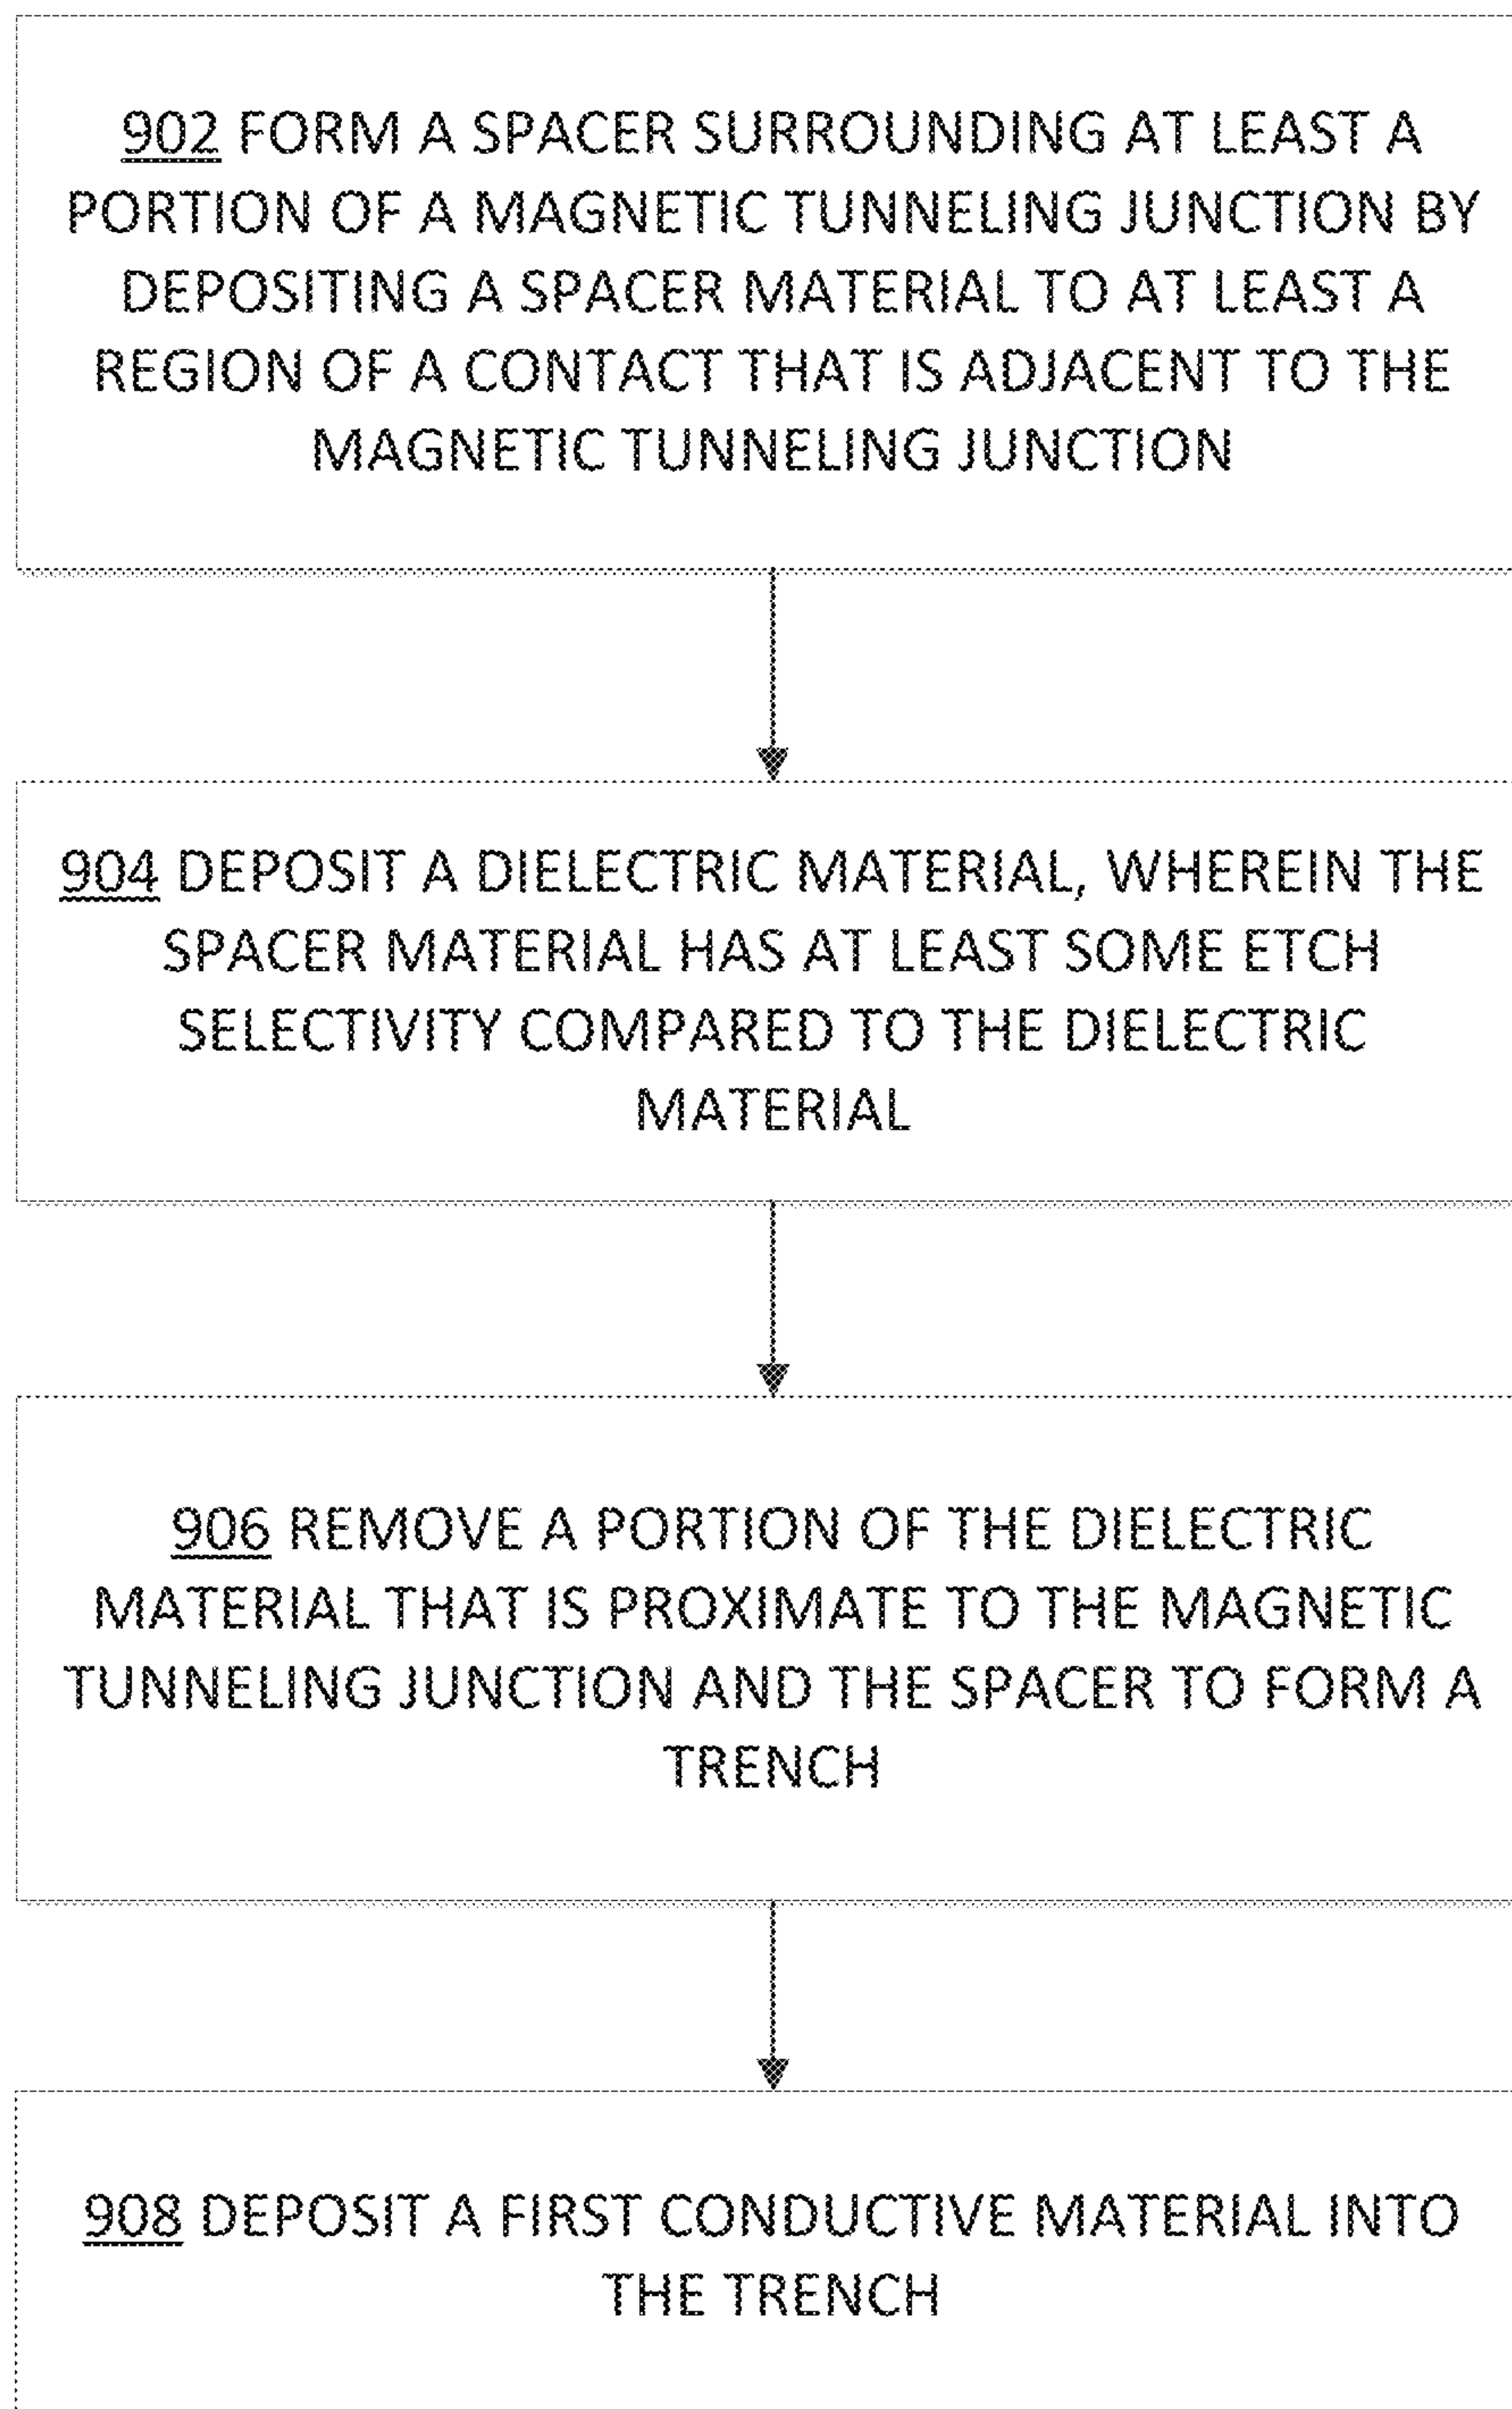 902 FORM A SPACER SURROUNDING AT LEAST A
PORTION OF A MAGNETIC TUNNELING JUNCTION BY
DEPOSITING A SPACER MATERIAL TO AT LEAST A
REGION OF A CONTACT THAT IS ADJACENT TO THE
MAGNETIC TUNNELING JUNCTION
904 DEPOSIT A DIELECTRIC MATERIAL, WHEREIN THE
SPACER MATERIAL HAS AT LEAST SOME ETCH
SELECTIVITY COMPARED TO THE DIELECTRIC
MATERIAL
906 REMOVE A PORTION OF THE DIELECTRIC
MATERIAL THAT IS PROXIMATE TO THE MAGNETIC
TUNNELING JUNCTION AND THE SPACER TO FORM A
TRENCH
908 DEPOSIT A FIRST CONDUCTIVE MATERIAL INTO
THE TRENCH